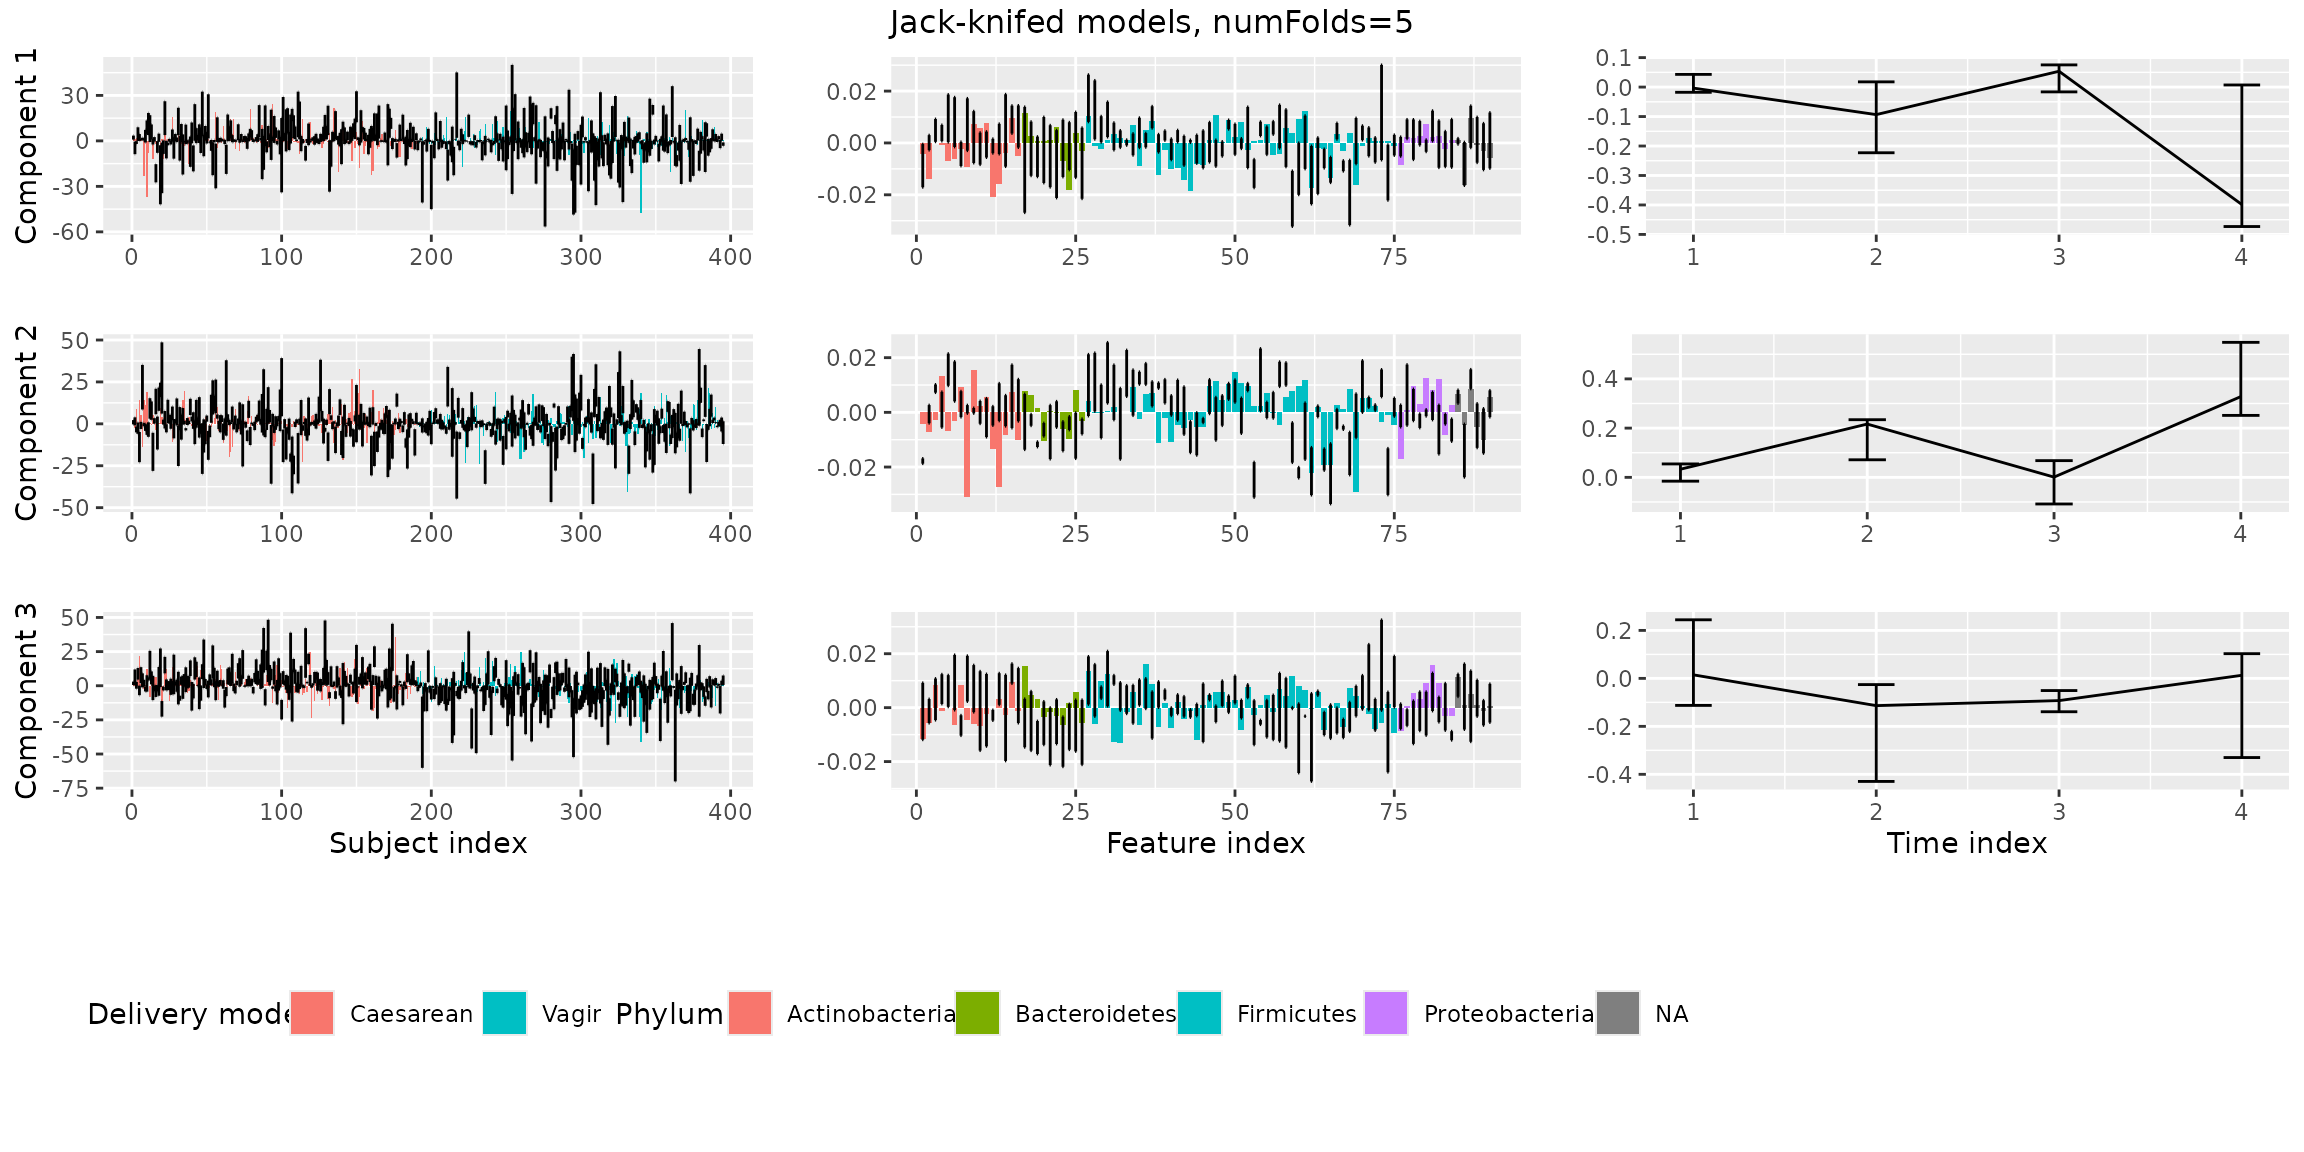 Jack-knifed models, numFolds=5
Component 1
30
0
-30
-60
0 100 200 300 400
0.02
0.00
-0.02
0 25 50 75
0.1
0.0
-0.1
-0.2
-0.3
-0.4
-0.5
1 2 3 4
Component 2
50
25
0
-25
-50
0 100 200 300 400
0.02
0.00
-0.02
0 25 50 75
0.4
0.2
0.0
1 2 3 4
Component 3
50
25
0
-25
-50
-75
0 100 200 300 400
Subject index
0.02
0.00
-0.02
0 25 50 75
Feature index
0.2
0.0
-0.2
-0.4
1 2 3 4
Time index
Delivery mode Caesarean Vagir Phylum Actinobacteria Bacteroidetes Firmicutes Proteobacteria NA